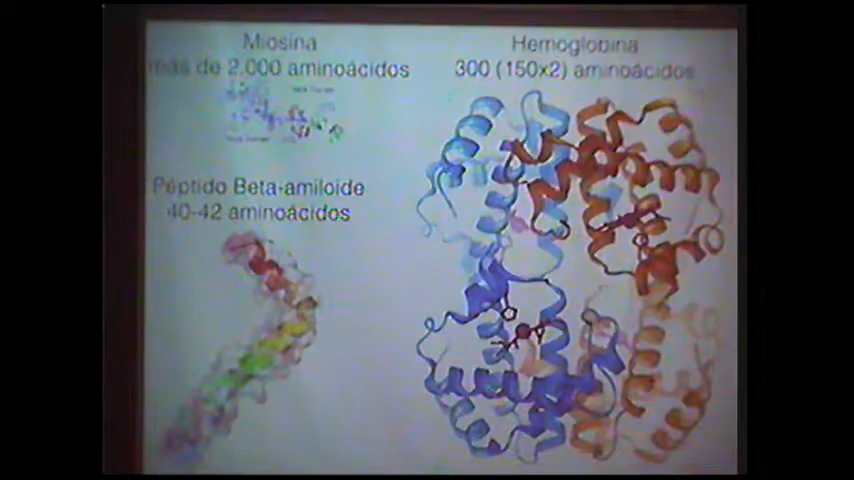 Miosina
más de 2.000 aminoácidos
Hemoglobina
300 (150x2) aminoácidos
Péptido Beta-amiloide
40-42 aminoácidos